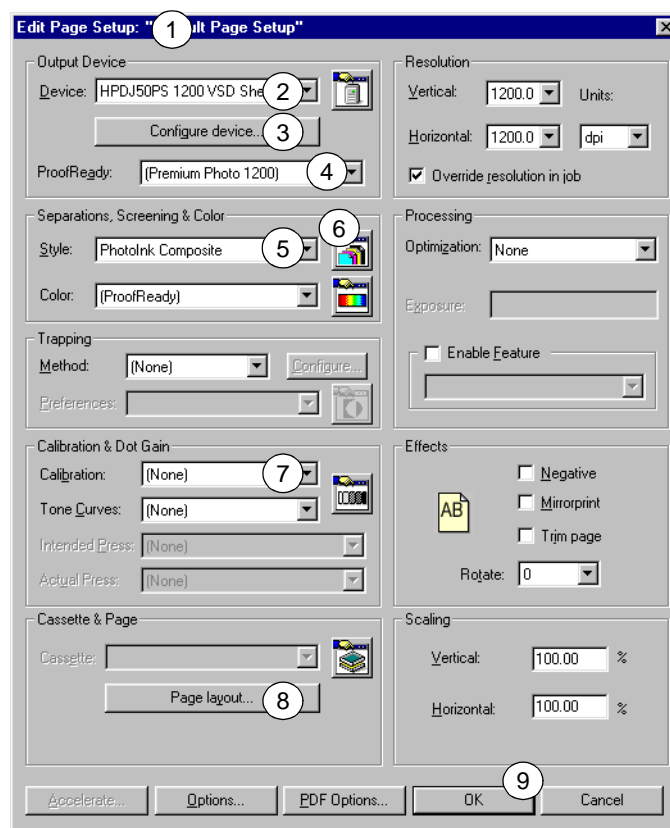 Edit Page Setup: " 1 ult Page Setup"
Output Device
Device: HPDJ50PS 1200 VSD She 2
Configure device... 3
ProofReady: (Premium Photo 1200) 4
Separations, Screening & Color
6
Style: PhotoInk Composite 5
Color: (ProofReady)
Trapping
Method: (None) Configure...
Preferences:
Calibration & Dot Gain
Calibration: (None) 7
Tone Curves: (None)
Intended Press: (None)
Actual Press: (None)
Cassette & Page
Cassette:
Page layout... 8
Resolution
Vertical: 1200.0 Units:
Horizontal: 1200.0 dpi
Override resolution in job
Processing
Optimization: None
Exposure:
Enable Feature
Effects
AB
Negative
Mirrorprint
Trim page
Rotate: 0
Scaling
Vertical: 100.00 %
Horizontal: 100.00 %
9
Accelerate... Options... PDF Options... OK Cancel